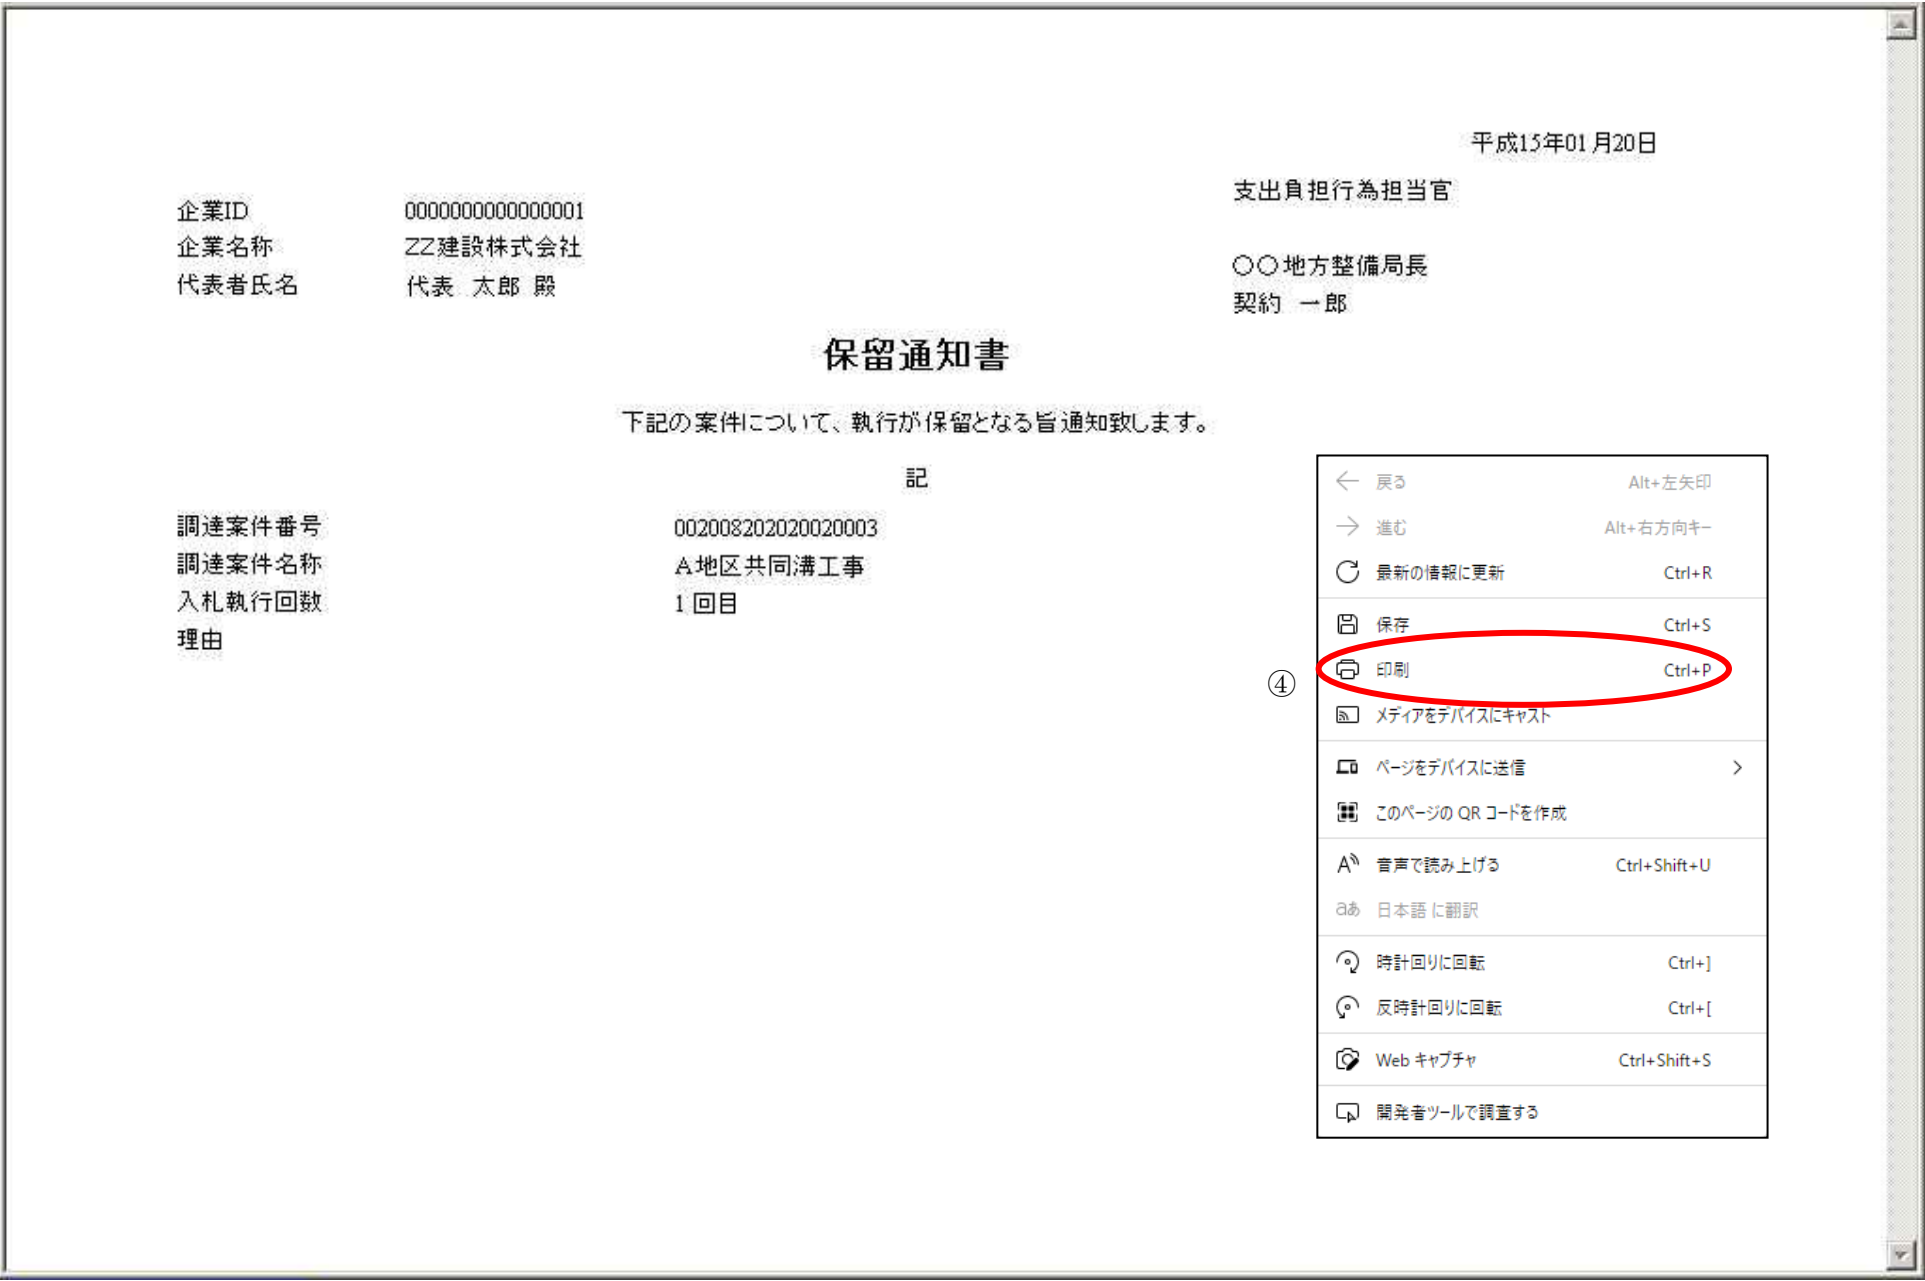 平成15年01月20日
支出負担行為担当官
企業ID 0000000000000001
企業名称 ZZ建設株式会社
代表者氏名 代表 太郎 殿
〇〇地方整備局長
契約 一郎
保留通知書
下記の案件について、執行が保留となる旨通知致します。
記
調達案件番号 002008202020020003
調達案件名称 A地区共同溝工事
入札執行回数 1回目
理由
戻る Alt+左矢印
進む Alt+右方向キー
最新の情報に更新 Ctrl+R
保存 Ctrl+S
④ 印刷 Ctrl+P
メディアをデバイスにキャスト
ページをデバイスに送信
このページの QR コードを作成
音声で読み上げる Ctrl+Shift+U
日本語 に翻訳
時計回りに回転 Ctrl+]
反時計回りに回転 Ctrl+[
Web キャプチャ Ctrl+Shift+S
開発者ツールで調査する